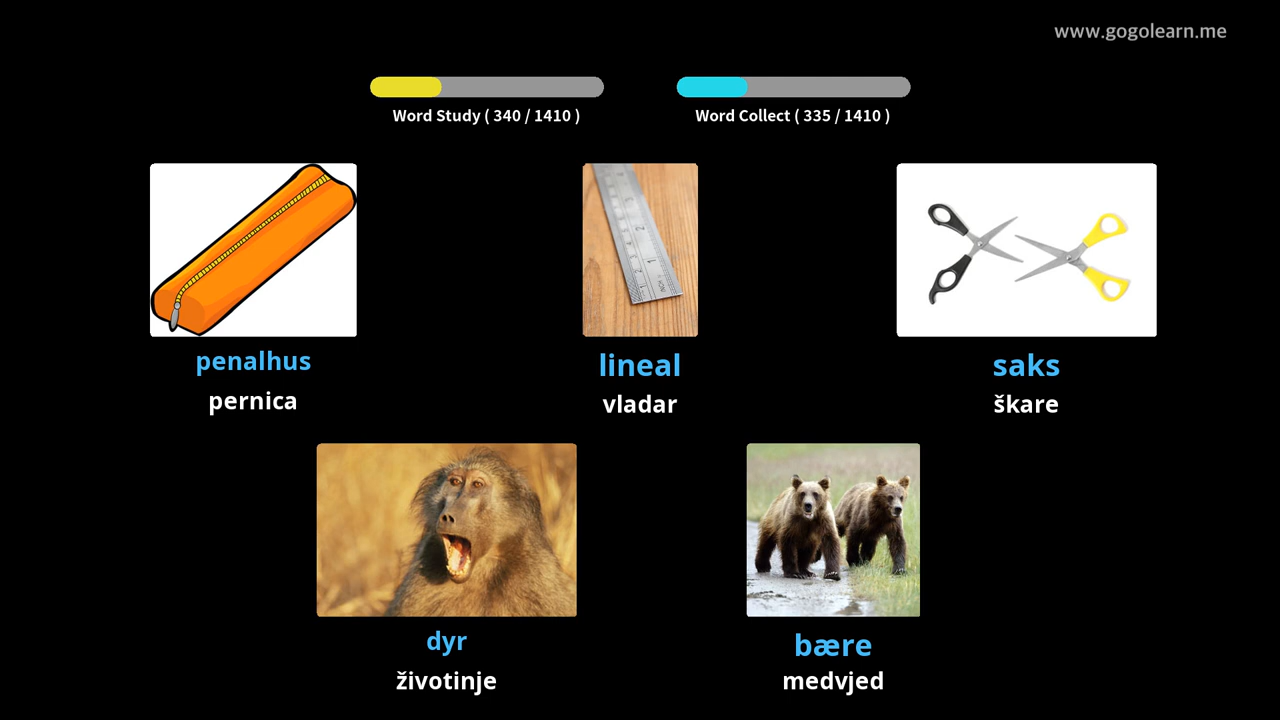 www.gogolearn.me
Word Study ( 340 / 1410 )
Word Collect ( 335 / 1410 )
penalhus
pernica
lineal
vladar
saks
škare
dyr
životinje
bære
medvjed